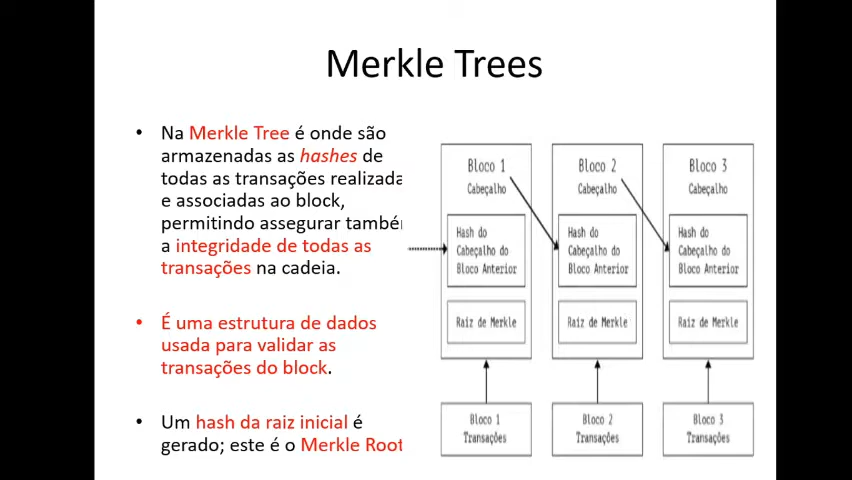 Merkle Trees
• Na Merkle Tree é onde são
armazenadas as hashes de
todas as transações realizada
e associadas ao block,
permitindo assegurar també
a integridade de todas as
transações na cadeia.
• É uma estrutura de dados
usada para validar as
transações do block.
• Um hash da raiz inicial é
gerado; este é o Merkle Root
Bloco 1
Cabeçalho
Hash do
Cabeçalho do
Bloco Anterior
Raiz de Merkle
Bloco 1
Transações
Bloco 2
Cabeçalho
Hash do
Cabeçalho do
Bloco Anterior
Raiz de Merkle
Bloco 2
Transações
Bloco 3
Cabeçalho
Hash do
Cabeçalho do
Bloco Anterior
Raiz de Merkle
Bloco 3
Transações